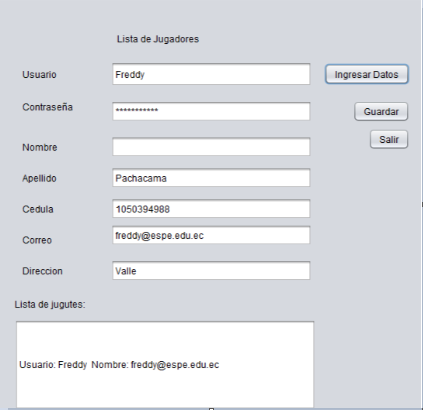 Lista de Jugadores
Usuario Freddy Ingresar Datos
Contraseña *********** Guardar
Salir
Nombre
Apellido Pachacama
Cedula 1050394988
Correo freddy@espe.edu.ec
Direccion Valle
Lista de jugutes:
Usuario: Freddy Nombre: freddy@espe.edu.ec